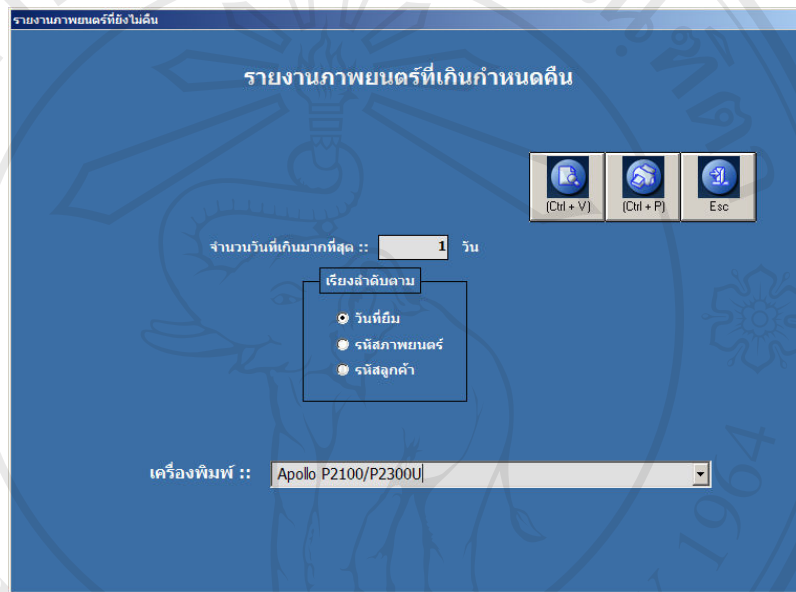 รายงานภาพยนตร์ที่ยังไม่คืน
รายงานภาพยนตร์ที่เกินกำหนดคืน
(Ctrl + V) (Ctrl + P) Esc
จำนวนวันที่เกินมากที่สุด :: 1 วัน
เรียงลำดับตาม
วันที่ยืม
รหัสภาพยนตร์
รหัสลูกค้า
เครื่องพิมพ์ :: Apollo P2100/P2300U
1964